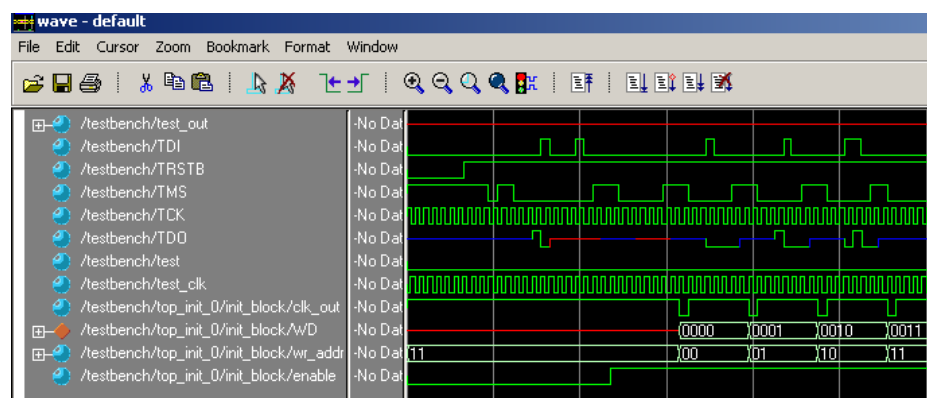 wave - default
File Edit Cursor Zoom Bookmark Format Window
/testbench/test_out -No Dat
/testbench/TDI -No Dat
/testbench/TRSTB -No Dat
/testbench/TMS -No Dat
/testbench/TCK -No Dat
/testbench/TDO -No Dat
/testbench/test -No Dat
/testbench/test_clk -No Dat
/testbench/top_init_0/init_block/clk_out -No Dat
/testbench/top_init_0/init_block/WD -No Dat 0000 0001 0010 0011
/testbench/top_init_0/init_block/wr_addr -No Dat 11 00 01 10 11
/testbench/top_init_0/init_block/enable -No Dat